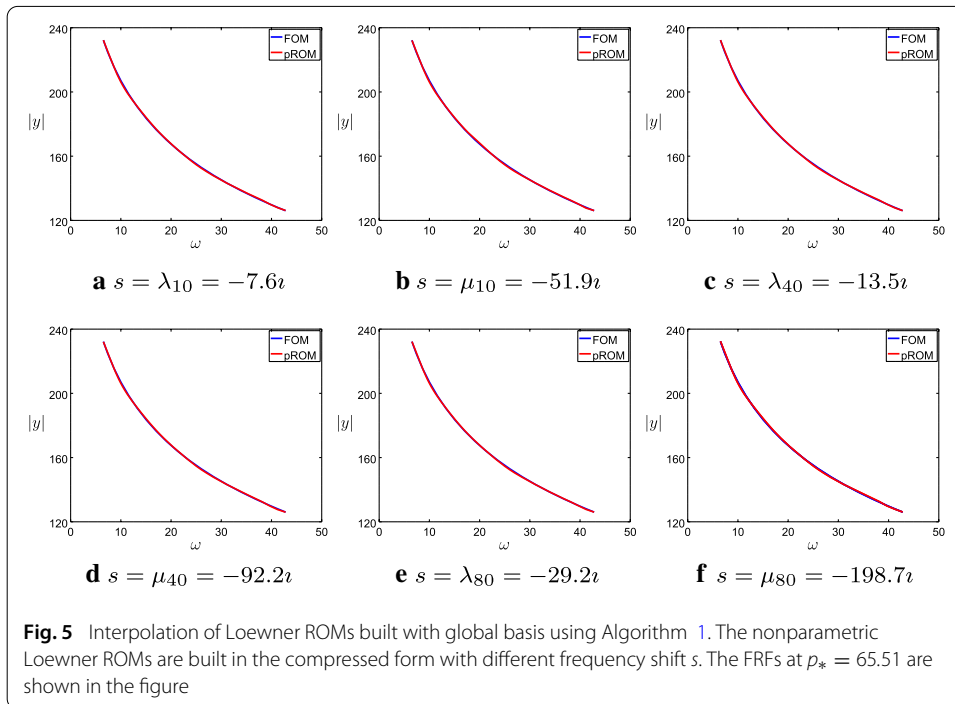 240
200
|y|
160
120
0 10 20 30 40 50
ω
FOM
pROM
a s = λ₁₀ = −7.6ı
240
200
|y|
160
120
0 10 20 30 40 50
ω
FOM
pROM
b s = μ₁₀ = −51.9ı
240
200
|y|
160
120
0 10 20 30 40 50
ω
FOM
pROM
c s = λ₄₀ = −13.5ı
240
200
|y|
160
120
0 10 20 30 40 50
ω
FOM
pROM
d s = μ₄₀ = −92.2ı
240
200
|y|
160
120
0 10 20 30 40 50
ω
FOM
pROM
e s = λ₈₀ = −29.2ı
240
200
|y|
160
120
0 10 20 30 40 50
ω
FOM
pROM
f s = μ₈₀ = −198.7ı
Fig. 5 Interpolation of Loewner ROMs built with global basis using Algorithm 1. The nonparametric
Loewner ROMs are built in the compressed form with different frequency shift s. The FRFs at p∗ = 65.51 are
shown in the figure